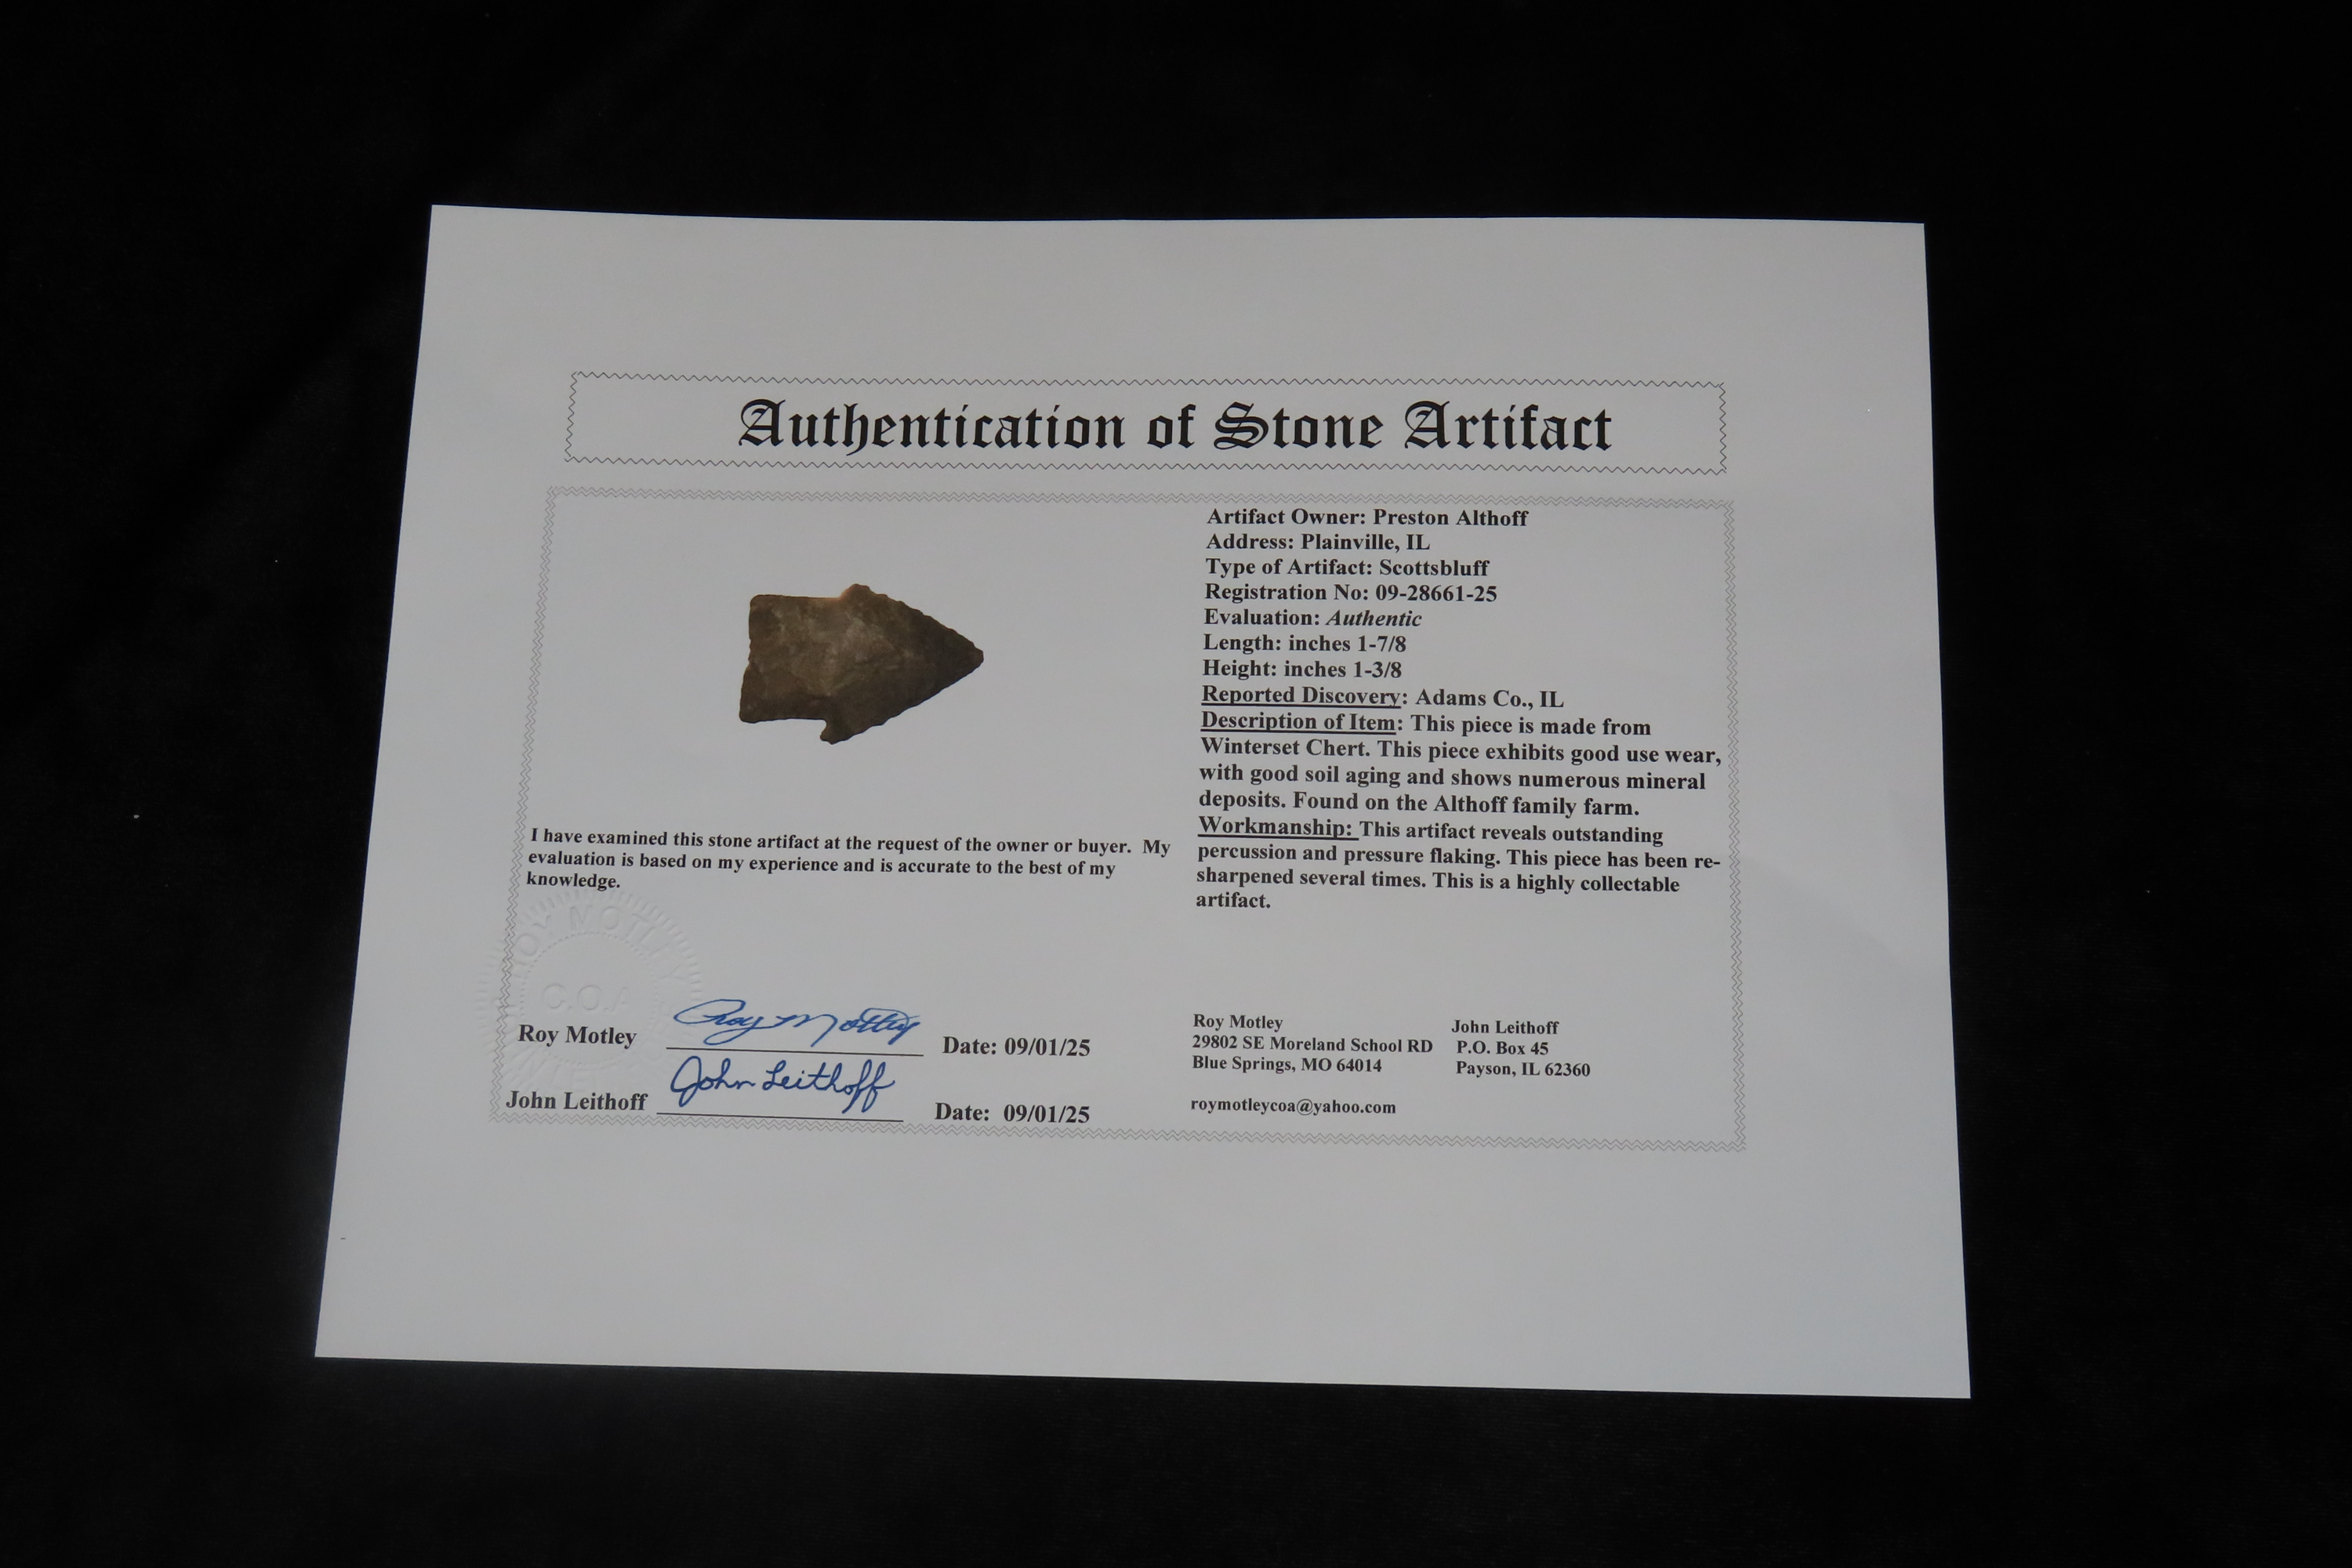 Authentication of Stone Artifact
Artifact Owner: Preston Althoff
Address: Plainville, IL
Type of Artifact: Scottsbluff
Registration No: 09-28661-25
Evaluation: Authentic
Length: inches 1-7/8
Height: inches 1-3/8
Reported Discovery: Adams Co., IL
Description of Item: This piece is made from
Winterset Chert. This piece exhibits good use wear,
with good soil aging and shows numerous mineral
deposits. Found on the Althoff family farm.
Workmanship: This artifact reveals outstanding
percussion and pressure flaking. This piece has been re-
sharpened several times. This is a highly collectable
artifact.
I have examined this stone artifact at the request of the owner or buyer.  My
evaluation is based on my experience and is accurate to the best of my
knowledge.
ROY MOTLEY
C.O.A
Roy Motley Roy Motley Date: 09/01/25
John Leithoff John Leithoff Date: 09/01/25
Roy Motley
29802 SE Moreland School RD
Blue Springs, MO 64014
roymotleycoa@yahoo.com
John Leithoff
P.O. Box 45
Payson, IL 62360